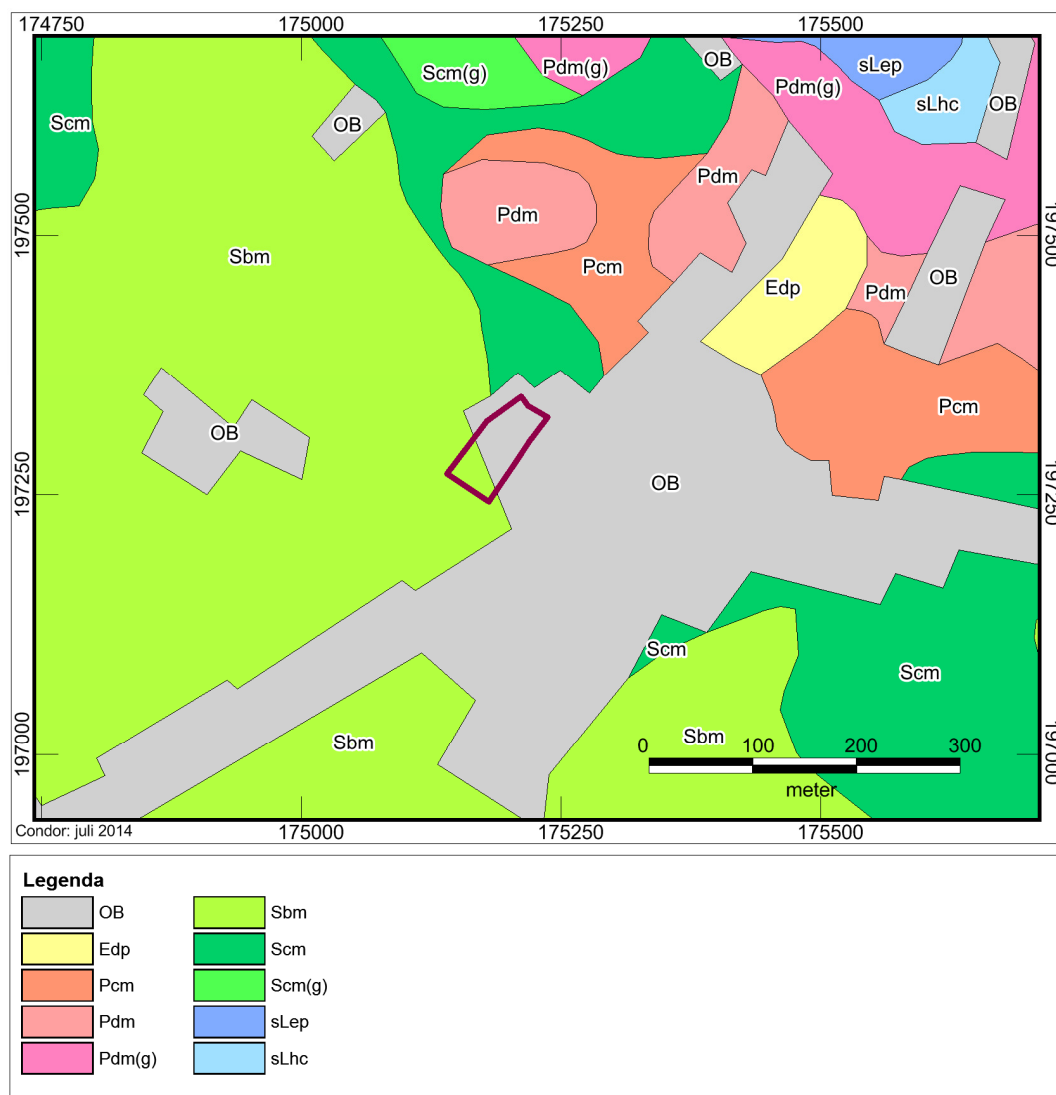 174750 175000 175250 175500
OB
Scm(g)
Pdm(g)
sLep
Pdm(g)
sLhc
OB
Scm
OB
Pdm
Pdm
197500
197500
Sbm
Pcm
OB
Edp
Pdm
Pcm
OB
OB
197250
197250
Scm
Scm
Sbm
Sbm
197000
197000
0 100 200 300
meter
Condor: juli 2014
175000 175250 175500
Legenda
OB
Edp
Pcm
Pdm
Pdm(g)
Sbm
Scm
Scm(g)
sLep
sLhc